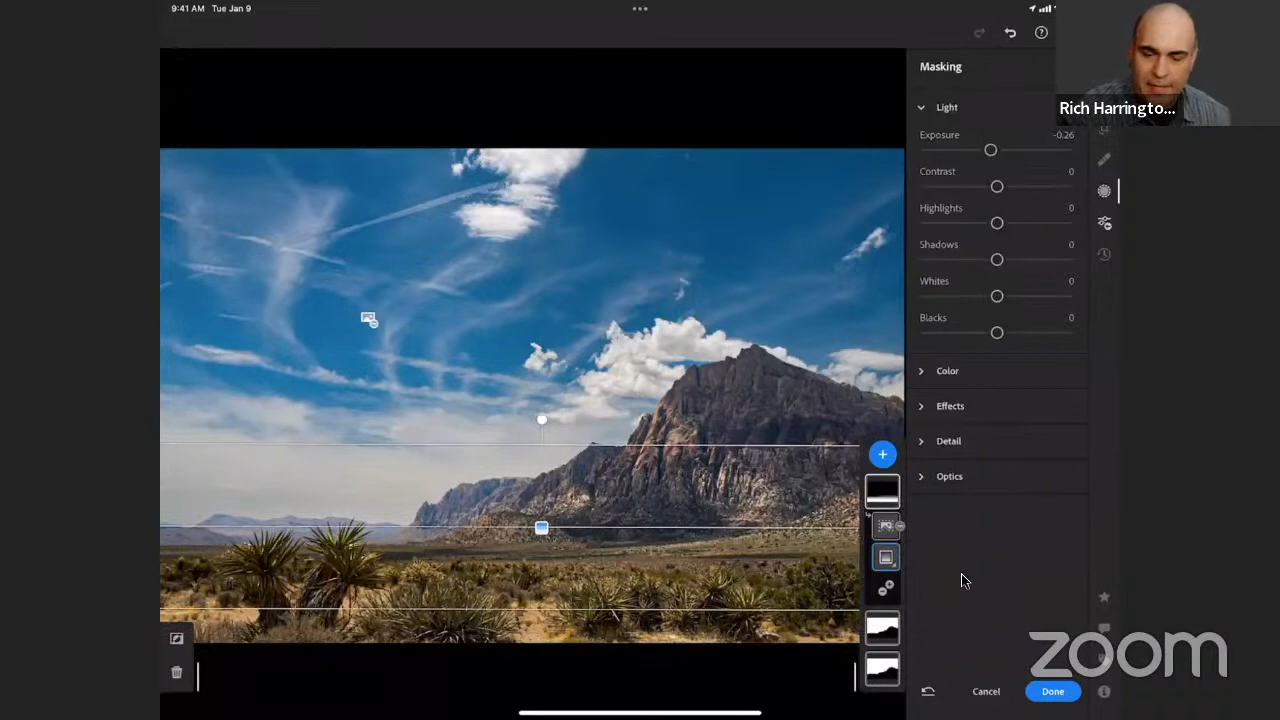 9:41 AM Tue Jan 9
Masking
Rich Harringto...
Light
Exposure -0.26
Contrast 0
Highlights 0
Shadows 0
Whites 0
Blacks 0
Color
Effects
Detail
Optics
zoom
Cancel
Done